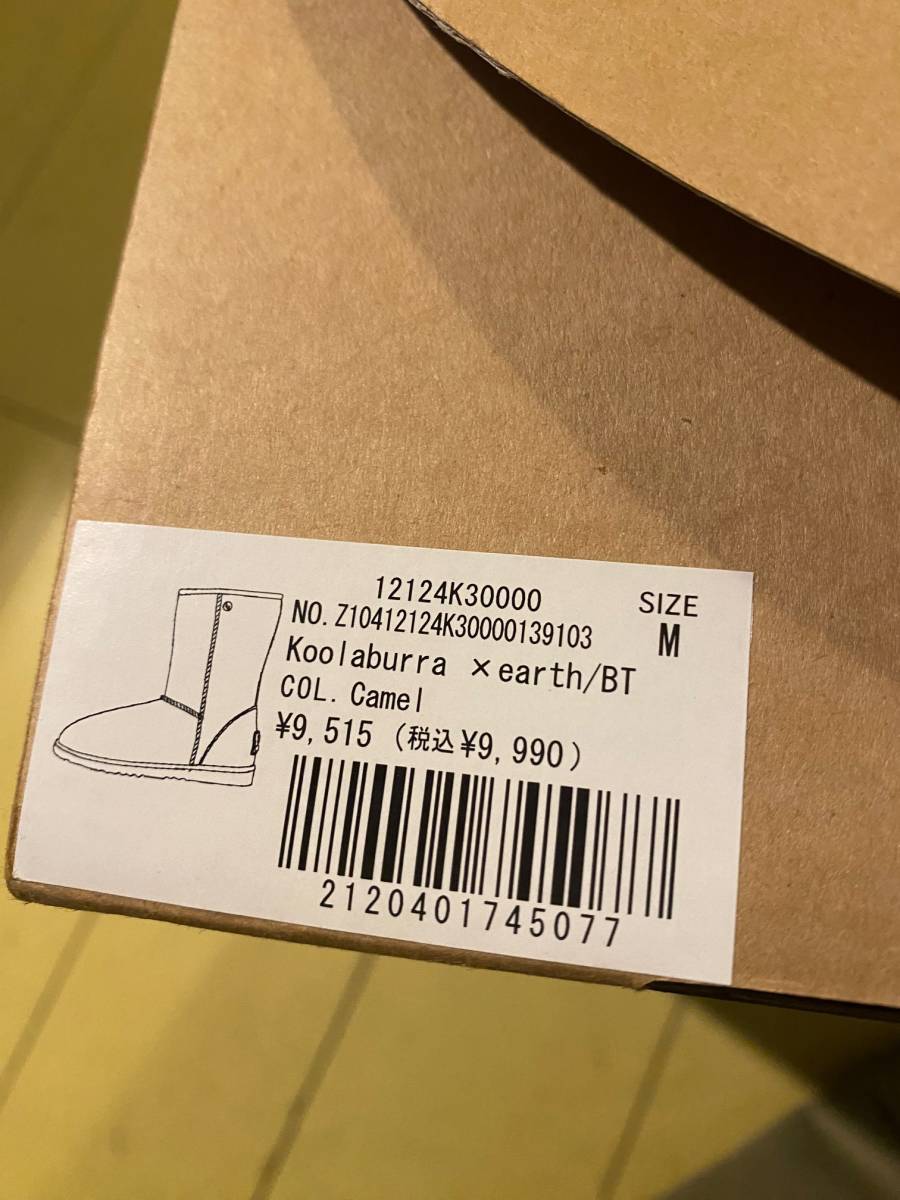 12124K30000
NO. Z10412124K30000139103
Koolaburra ×earth/BT
COL. Camel
¥9,515 (税込¥9,990)
SIZE
M
2120401745077